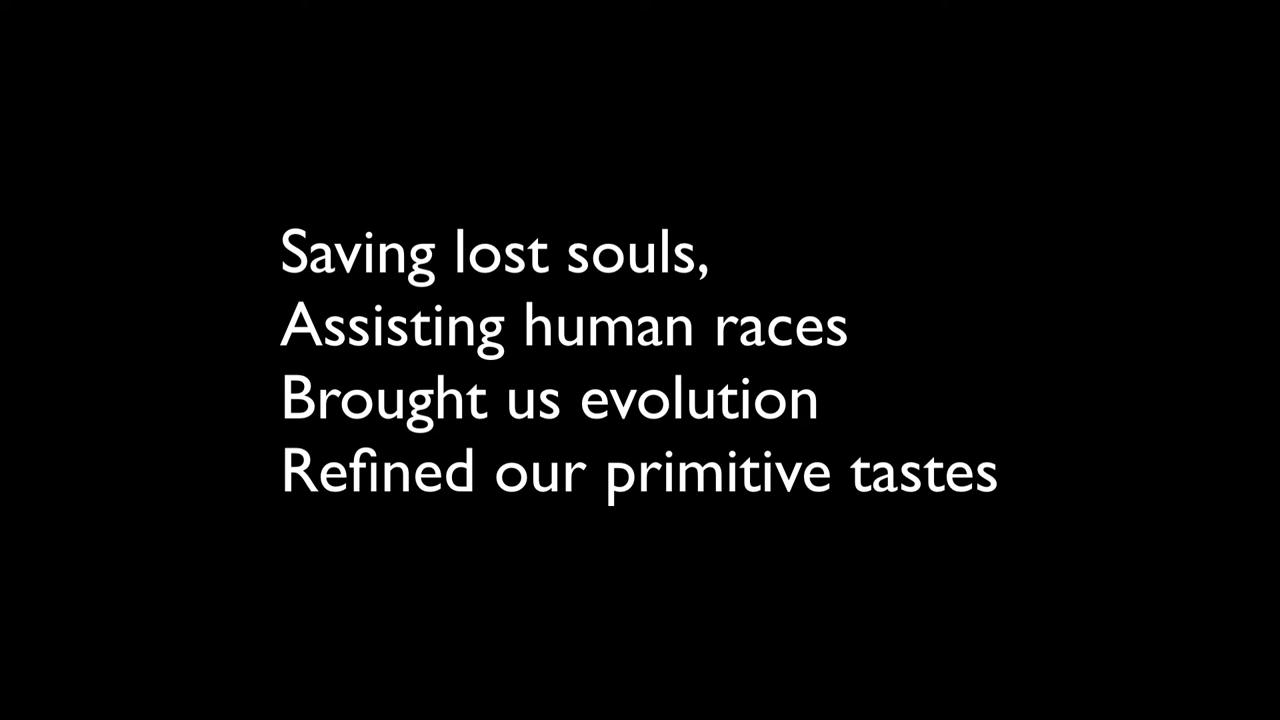 Saving lost souls,
Assisting human races
Brought us evolution
Refined our primitive tastes